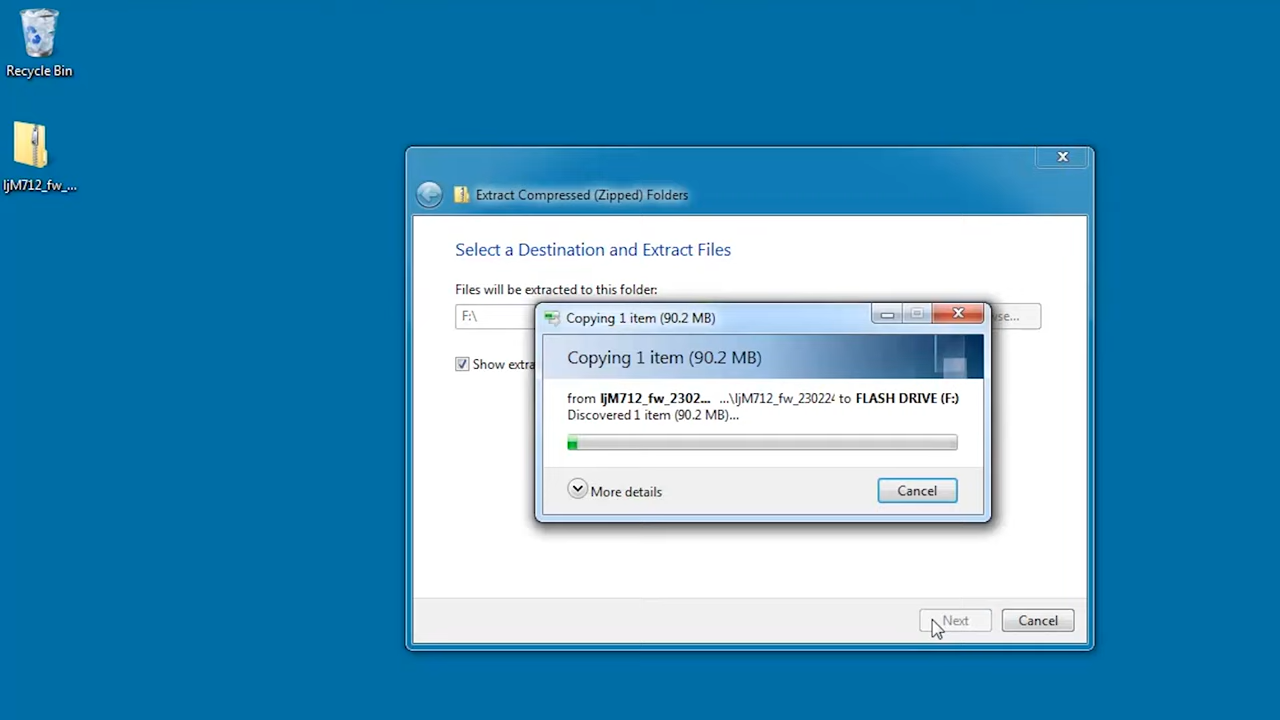 Recycle Bin
ljM712_fw_...
Extract Compressed (Zipped) Folders
Select a Destination and Extract Files
Files will be extracted to this folder:
F:\
se...
Show extra
Copying 1 item (90.2 MB)
Copying 1 item (90.2 MB)
from ljM712_fw_2302... ...\ljM712_fw_230224 to FLASH DRIVE (F:)
Discovered 1 item (90.2 MB)...
More details
Cancel
Next
Cancel